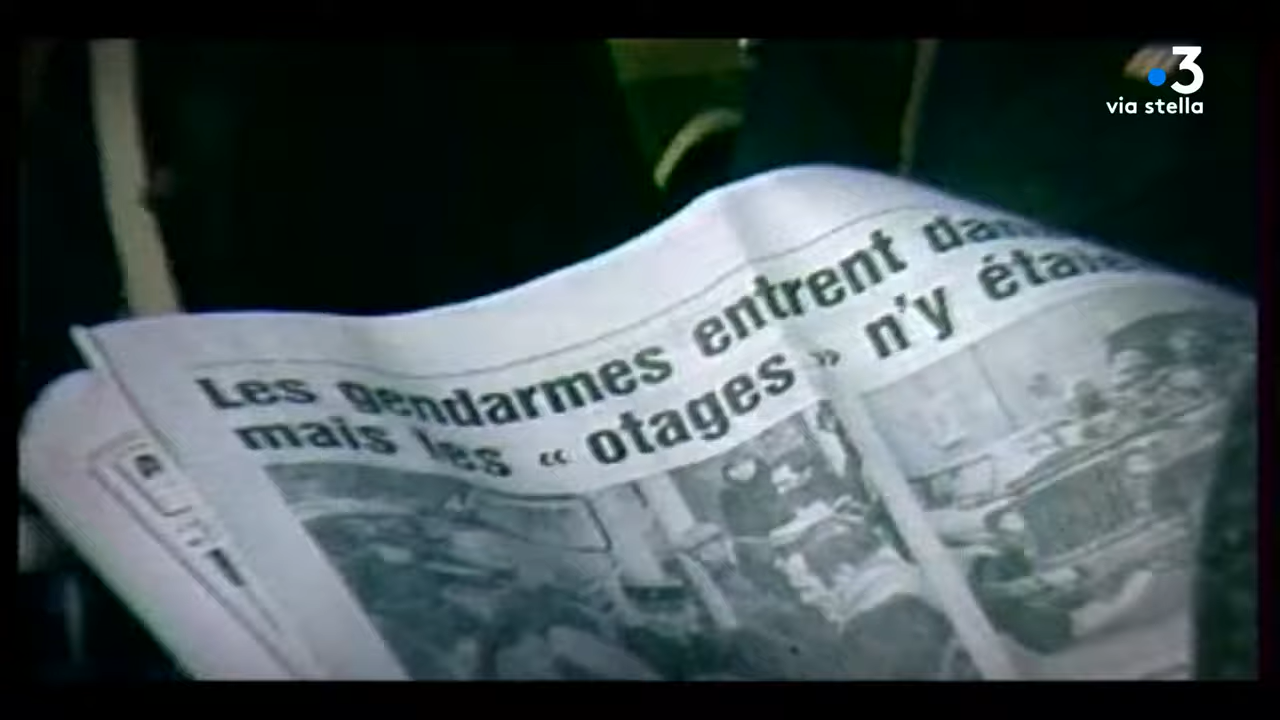 3
via stella
Les gendarmes entrent
mais les « otages » n'y